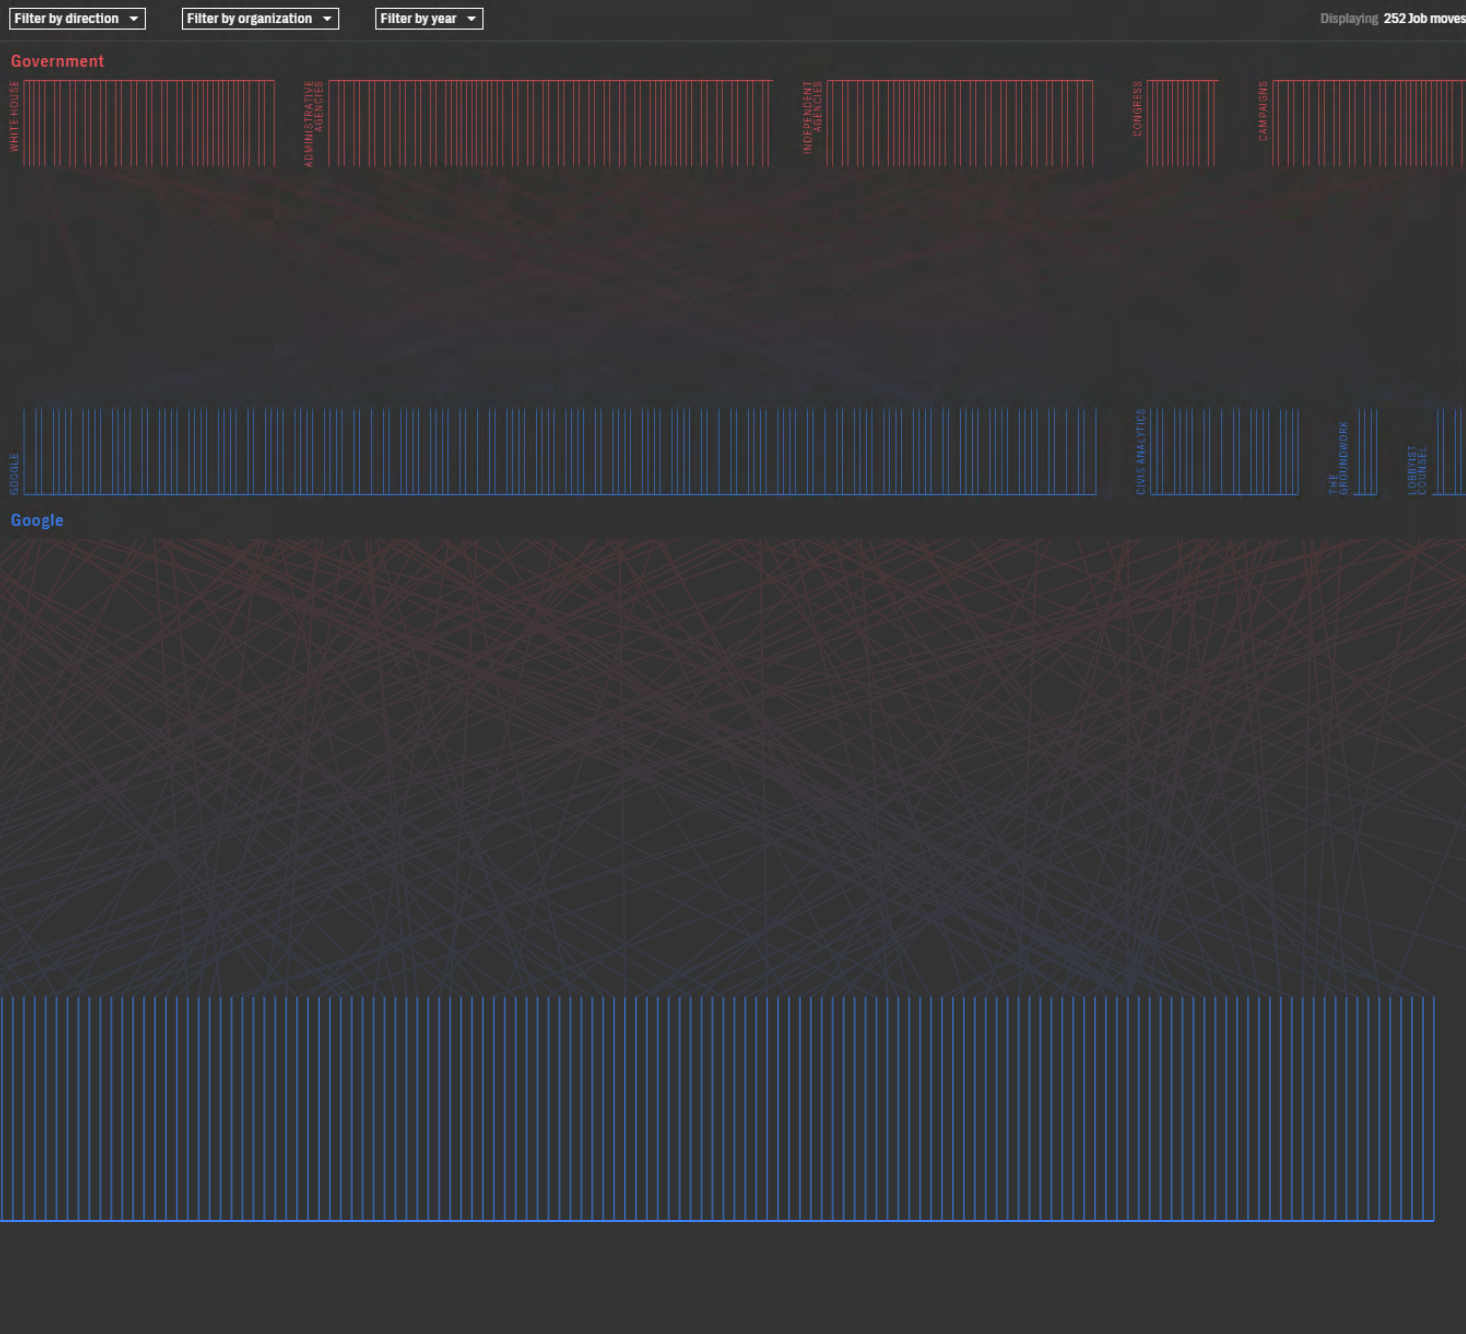 Filter by direction
Filter by organization
Filter by year
Displaying 252 Job moves
Government
WHITE HOUSE
ADMINISTRATIVE
AGENCIES
INDEPENDENT
AGENCIES
CONGRESS
CAMPAIGNS
GOOGLE
CIVIS ANALYTICS
THE
GROUNDWORK
LOBBYIST
COUNSEL
Google